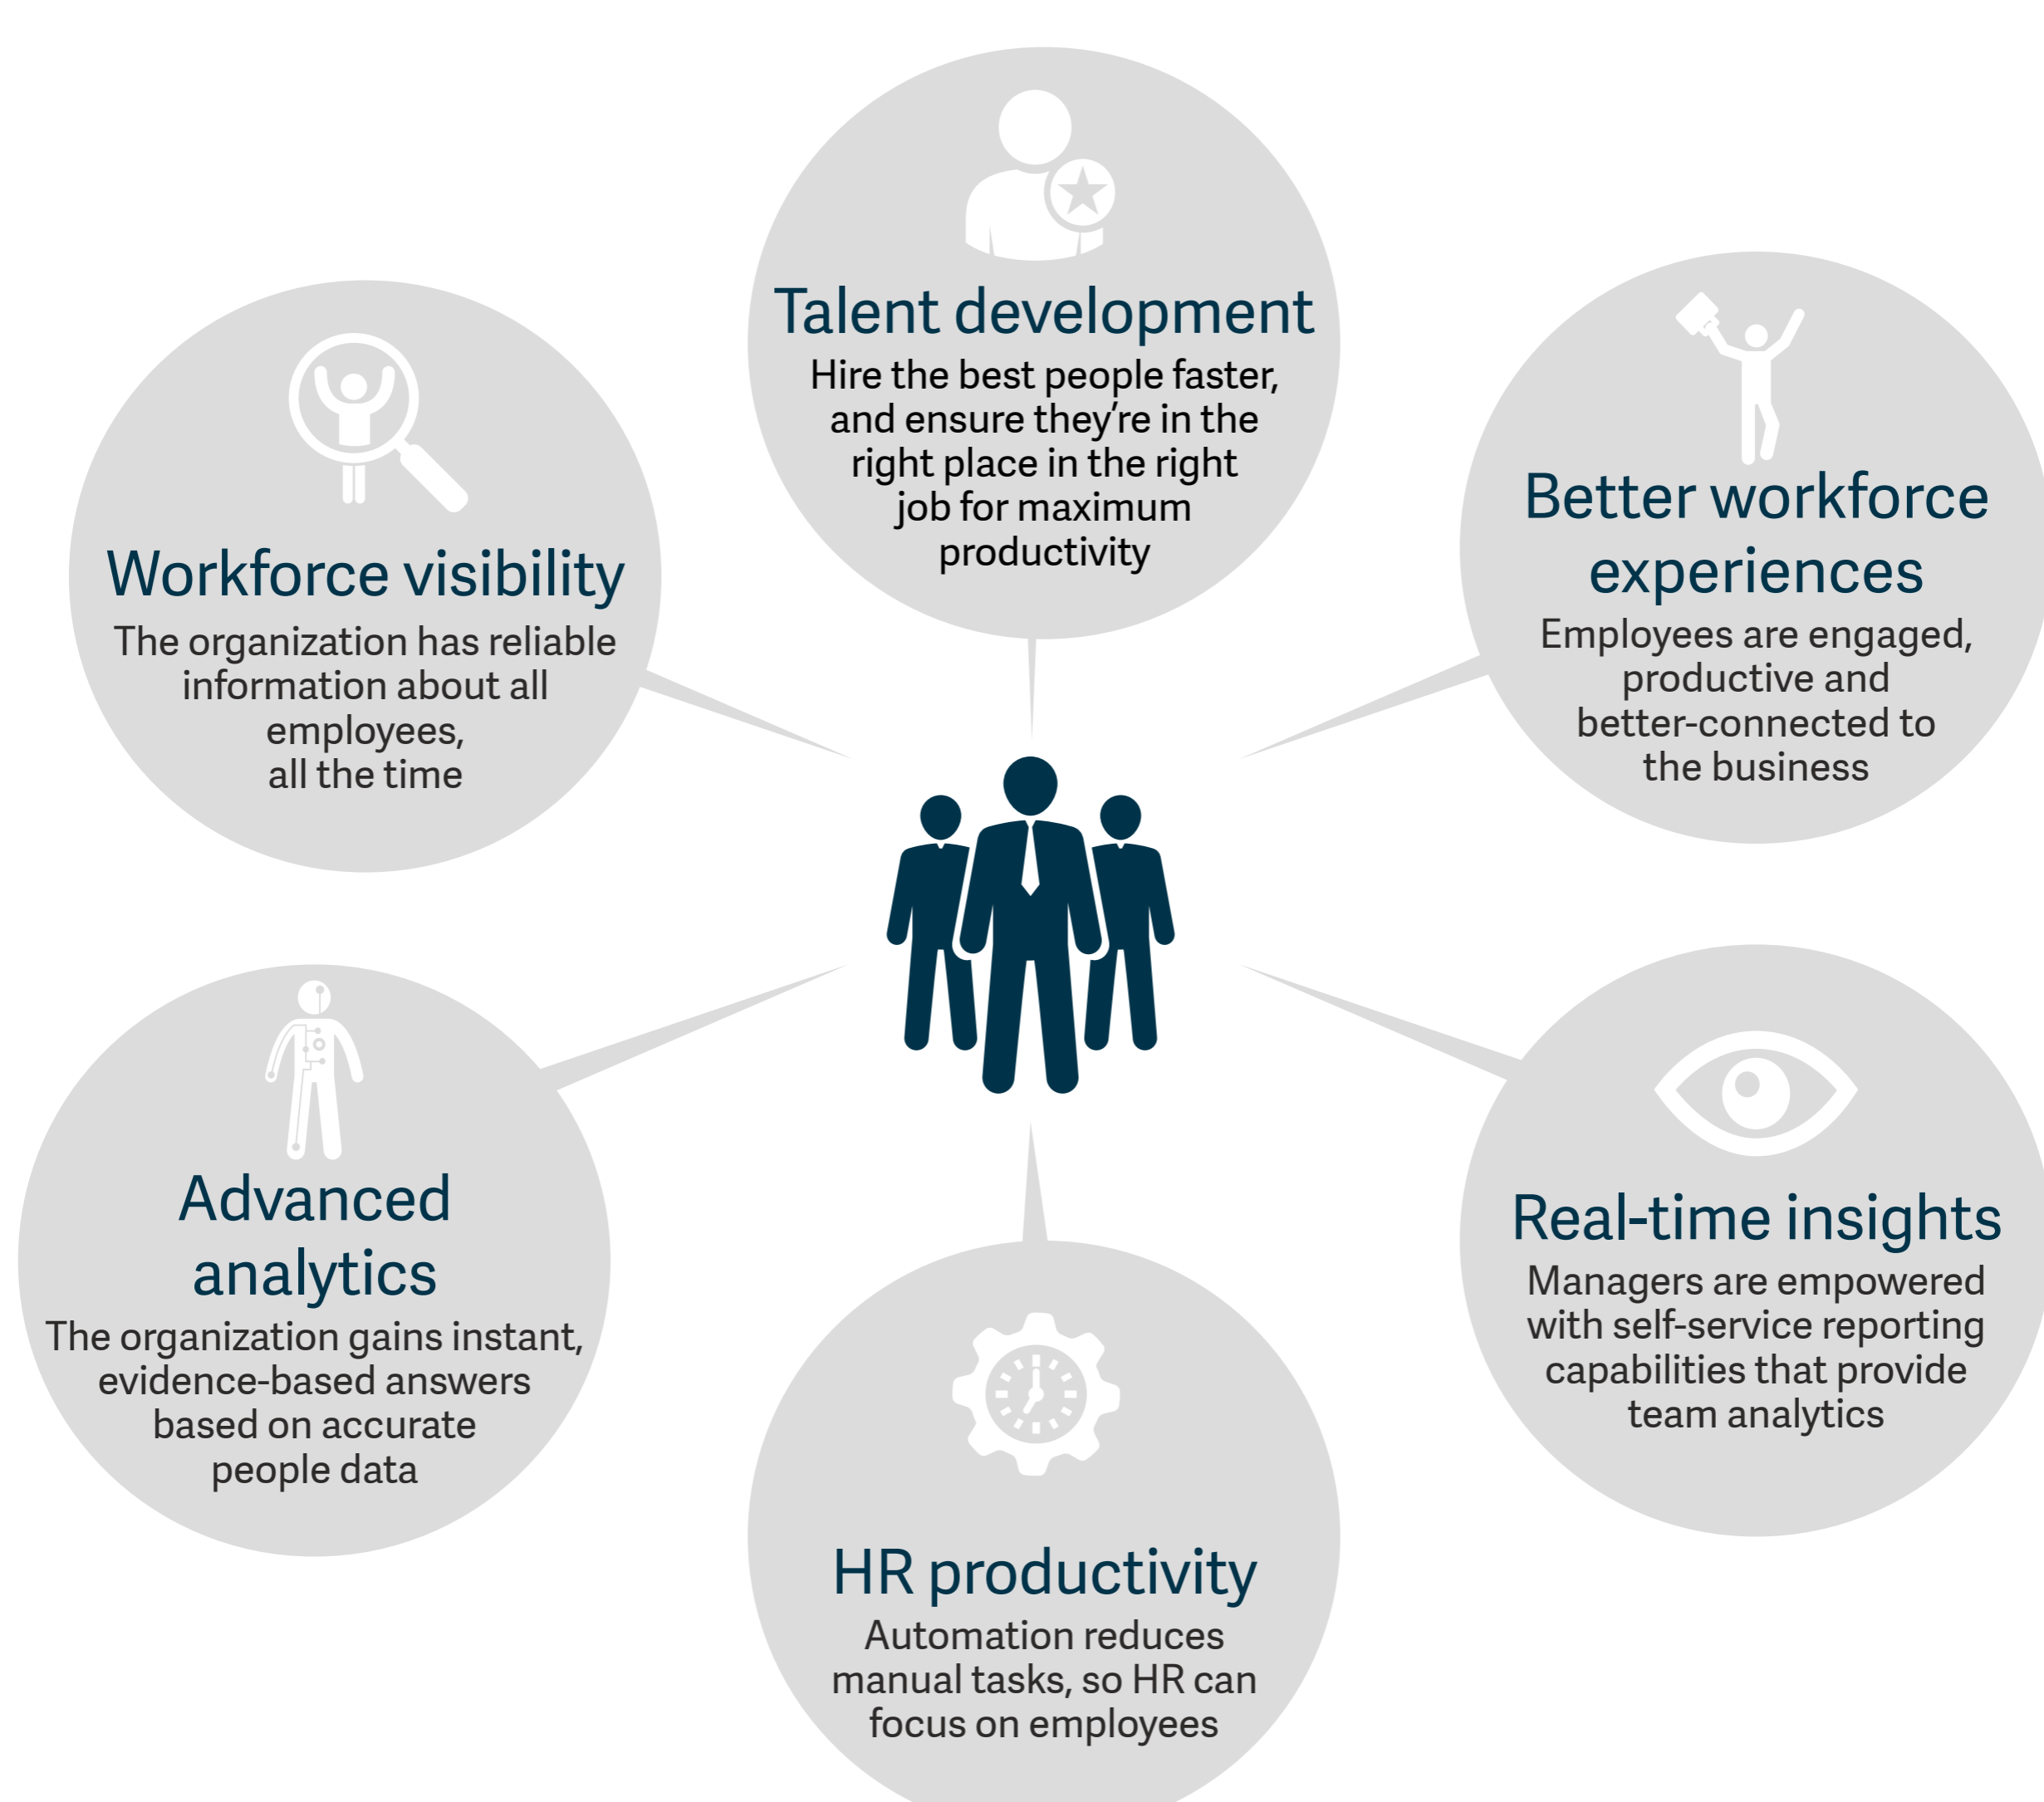 Talent development
Hire the best people faster,
and ensure they're in the
right place in the right
job for maximum
productivity
Workforce visibility
The organization has reliable
information about all
employees,
all the time
Better workforce
experiences
Employees are engaged,
productive and
better-connected to
the business
Advanced
analytics
The organization gains instant,
evidence-based answers
based on accurate
people data
Real-time insights
Managers are empowered
with self-service reporting
capabilities that provide
team analytics
HR productivity
Automation reduces
manual tasks, so HR can
focus on employees